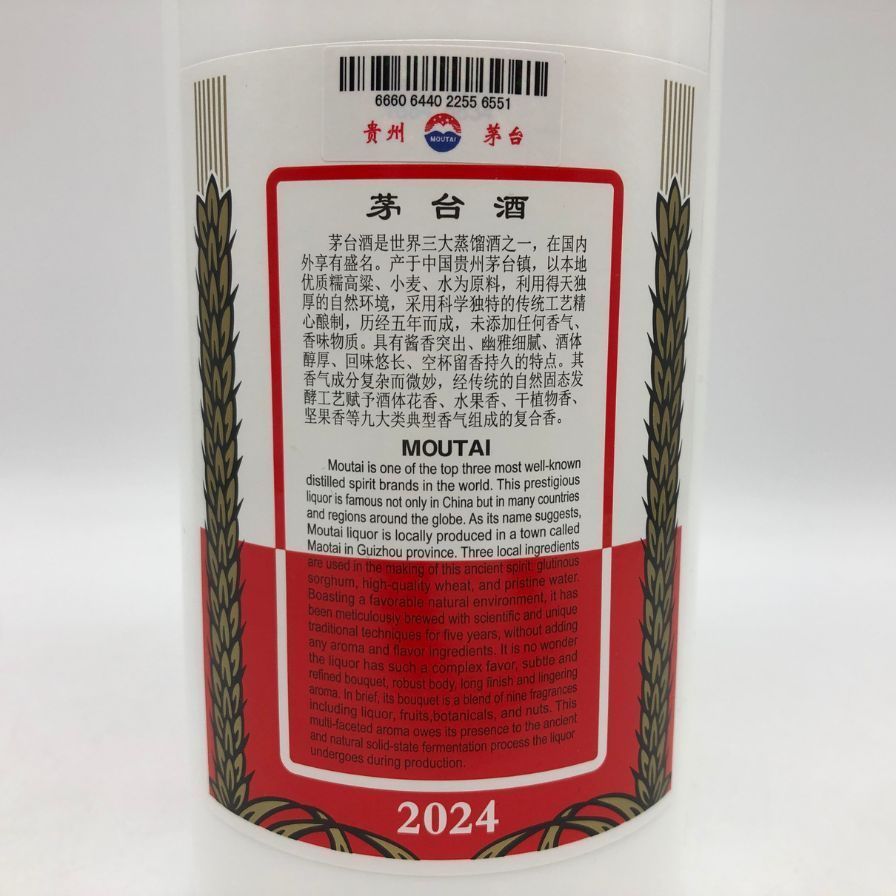 6660 6440 2255 6551
贵州 MOUTAI 茅台
茅台酒
茅台酒是世界三大蒸馏酒之一，在国内
外享有盛名。产于中国贵州茅台镇，以本地
优质糯高粱、小麦、水为原料，利用得天独
厚的自然环境，采用科学独特的传统工艺精
心酿制，历经五年而成，未添加任何香气、
香味物质。具有酱香突出、幽雅细腻、酒体
醇厚、回味悠长、空杯留香持久的特点。其
香气成分复杂而微妙，经传统的自然固态发
酵工艺赋予酒体花香、水果香、干植物香、
坚果香等九大类典型香气组成的复合香。
MOUTAI
Moutai is one of the top three most well-known
distilled spirit brands in the world. This prestigious
liquor is famous not only in China but in many countries
and regions around the globe. As its name suggests,
Moutai liquor is locally produced in a town called
Maotai in Guizhou province. Three local ingredients
are used in the making of this ancient spirit: glutinous
sorghum, high-quality wheat, and pristine water.
Boasting a favorable natural environment, it has
been meticulously brewed with scientific and unique
traditional techniques for five years, without adding
any aroma and flavor ingredients. It is no wonder
the liquor has such a complex favor, subtle and
refined bouquet, robust body, long finish and lingering
aroma. In brief, its bouquet is a blend of nine fragrances
including liquor, fruits,botanicals, and nuts. This
multi-faceted aroma owes its presence to the ancient
and natural solid-state fermentation process the liquor
undergoes during production.
2024